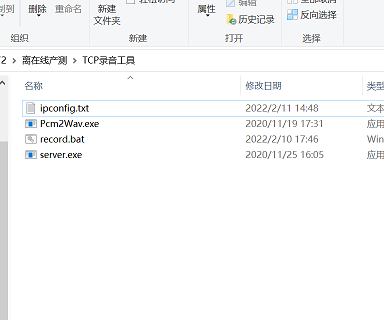 删除 重命名 新建 文件夹 属性 编辑 历史记录 反向选择
组织 新建 打开 选择
离在线产测 > TCP录音工具
名称 修改日期 类型
ipconfig.txt 2022/2/11 14:48 文本
Pcm2Wav.exe 2020/11/19 17:31 应用
record.bat 2022/2/10 17:46 Win
server.exe 2020/11/25 16:05 应用